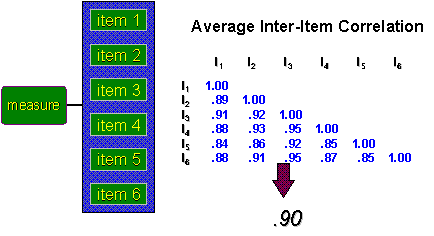 measure
item 1
item 2
item 3
item 4
item 5
item 6
Average Inter-Item Correlation
I1 I2 I3 I4 I5 I6
I1 1.00
I2 .89 1.00
I3 .91 .92 1.00
I4 .88 .93 .95 1.00
I5 .84 .86 .92 .85 1.00
I6 .88 .91 .95 .87 .85 1.00
.90